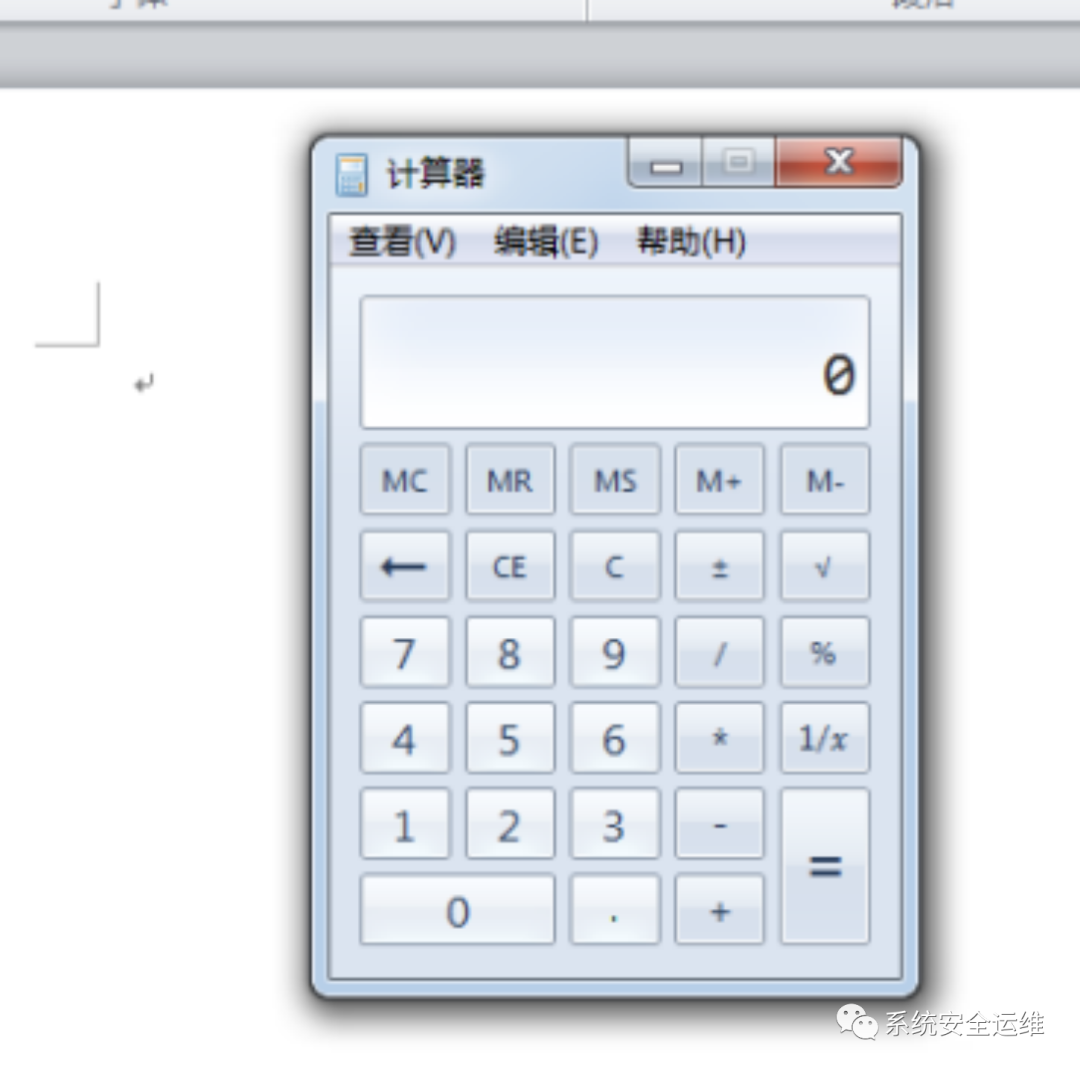 计算器
查看(V) 编辑(E) 帮助(H)
0
MC MR MS M+ M-
← CE C ± √
7 8 9 / %
4 5 6 * 1/x
1 2 3 - =
0 . +
系统安全运维